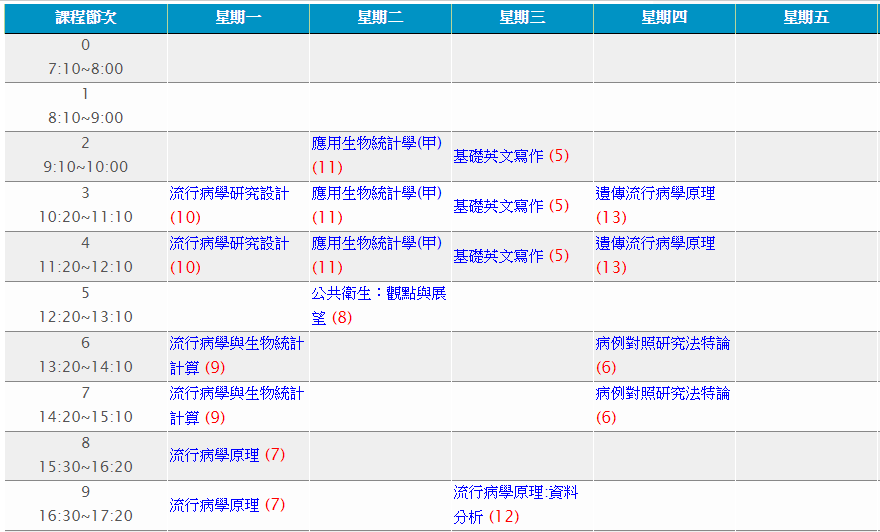 課程節次 星期一 星期二 星期三 星期四 星期五
0
7:10~8:00
1
8:10~9:00
2
9:10~10:00
應用生物統計學(甲)
(11)
基礎英文寫作 (5)
3
10:20~11:10
流行病學研究設計
(10)
應用生物統計學(甲)
(11)
基礎英文寫作 (5)
遺傳流行病學原理
(13)
4
11:20~12:10
流行病學研究設計
(10)
應用生物統計學(甲)
(11)
基礎英文寫作 (5)
遺傳流行病學原理
(13)
5
12:20~13:10
公共衛生：觀點與展
望 (8)
6
13:20~14:10
流行病學與生物統計
計算 (9)
病例對照研究法特論
(6)
7
14:20~15:10
流行病學與生物統計
計算 (9)
病例對照研究法特論
(6)
8
15:30~16:20
流行病學原理 (7)
9
16:30~17:20
流行病學原理 (7)
流行病學原理:資料
分析 (12)